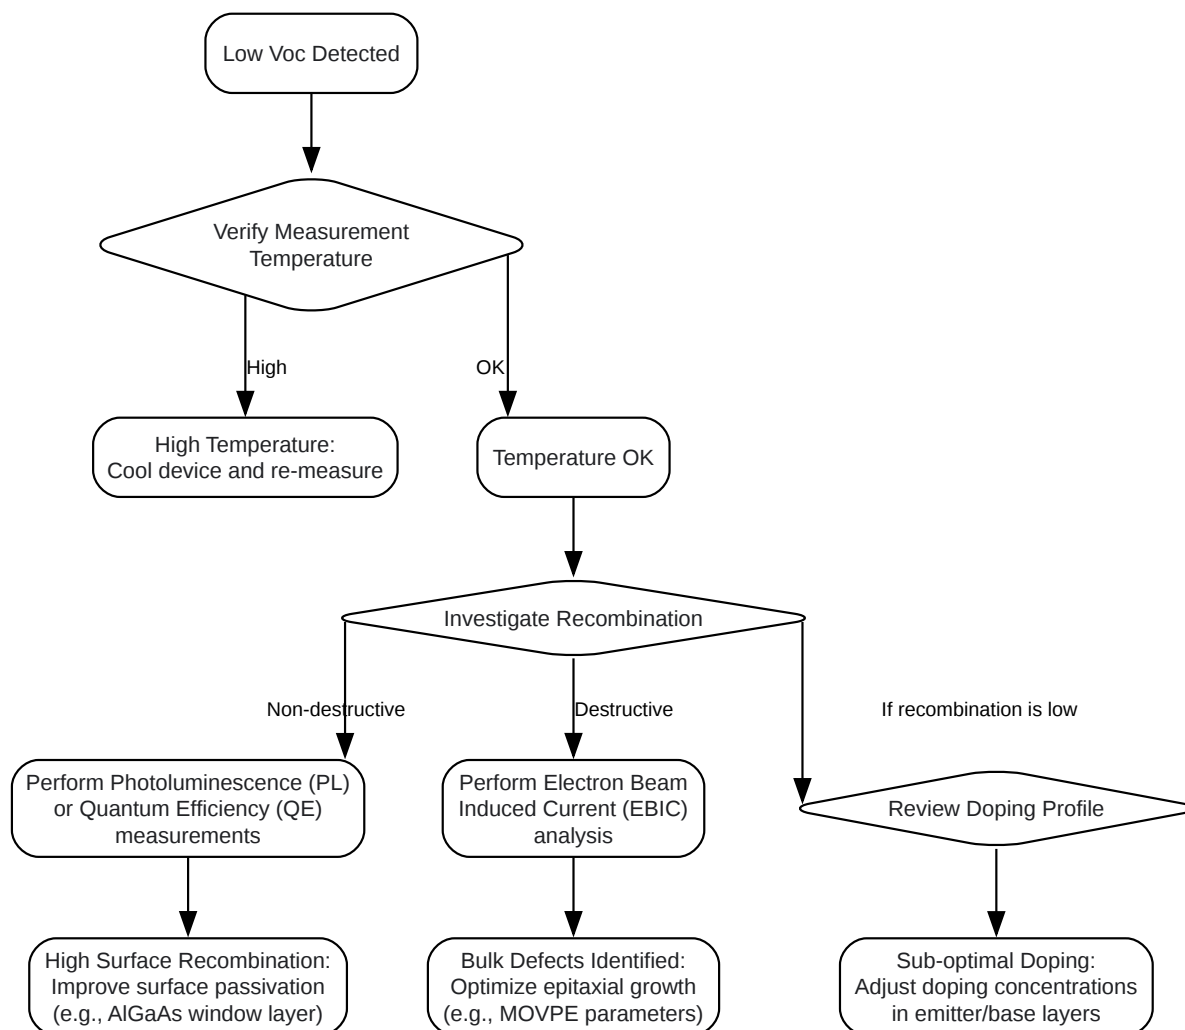 Low Voc Detected
Verify Measurement
Temperature
High
OK
High Temperature:
Cool device and re-measure
Temperature OK
Investigate Recombination
Non-destructive
Destructive
If recombination is low
Perform Photoluminescence (PL)
or Quantum Efficiency (QE)
measurements
Perform Electron Beam
Induced Current (EBIC)
analysis
Review Doping Profile
High Surface Recombination:
Improve surface passivation
(e.g., AlGaAs window layer)
Bulk Defects Identified:
Optimize epitaxial growth
(e.g., MOVPE parameters)
Sub-optimal Doping:
Adjust doping concentrations
in emitter/base layers